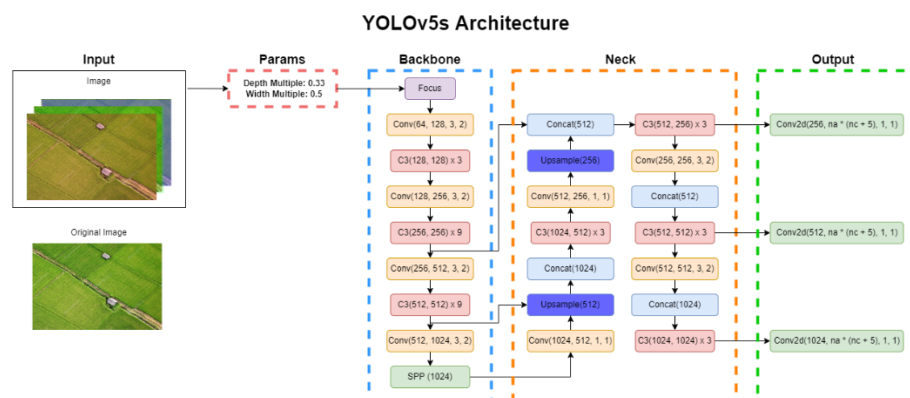 YOLOv5s Architecture
Input
Params
Backbone
Neck
Output
Image
Original Image
Depth Multiple: 0.33
Width Multiple: 0.5
Focus
Conv(64, 128, 3, 2)
C3(128, 128) x 3
Conv(128, 256, 3, 2)
C3(256, 256) x 9
Conv(256, 512, 3, 2)
C3(512, 512) x 9
Conv(512, 1024, 3, 2)
SPP (1024)
Concat(512)
Upsample(256)
Conv(512, 256, 1, 1)
C3(1024, 512) x 3
Concat(1024)
Upsample(512)
Conv(1024, 512, 1, 1)
C3(512, 256) x 3
Conv(256, 256, 3, 2)
Concat(512)
C3(512, 512) x 3
Conv(512, 512, 3, 2)
Concat(1024)
C3(1024, 1024) x 3
Conv2d(256, na * (nc + 5), 1, 1)
Conv2d(512, na * (nc + 5), 1, 1)
Conv2d(1024, na * (nc + 5), 1, 1)